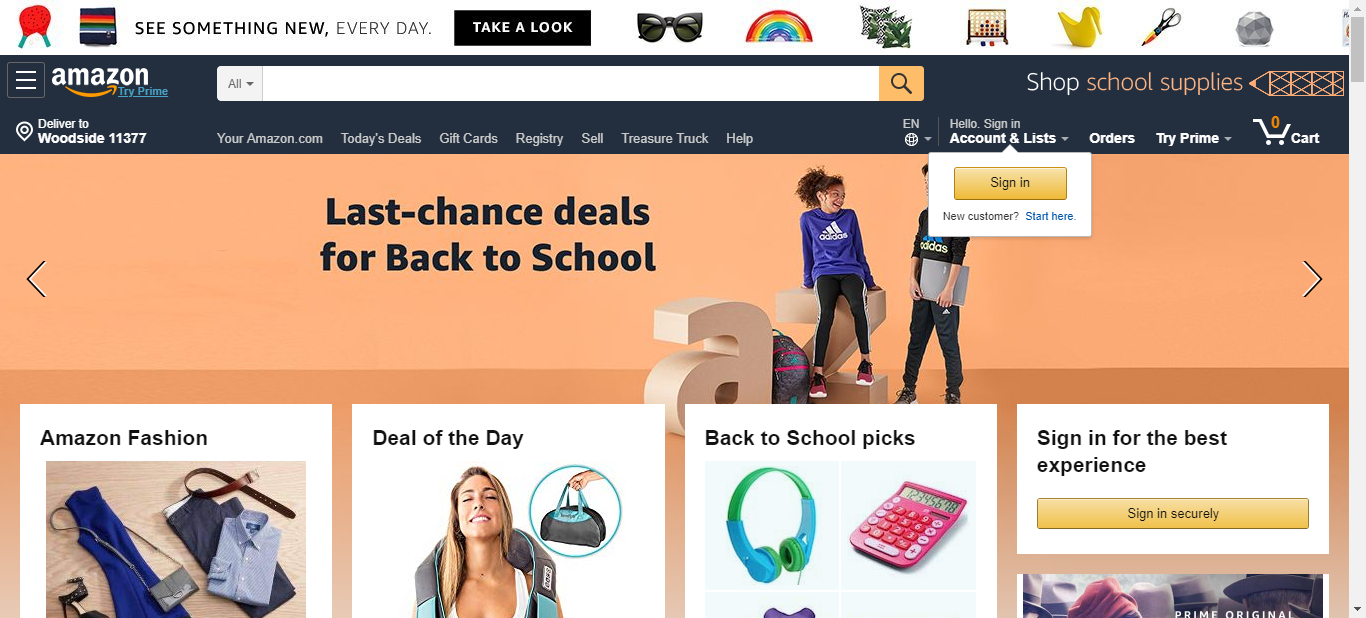 SEE SOMETHING NEW, EVERY DAY.
TAKE A LOOK
amazon
Try Prime
All
Shop school supplies
Deliver to
Woodside 11377
Your Amazon.com Today's Deals Gift Cards Registry Sell Treasure Truck Help
EN
Hello. Sign in
Account & Lists
Orders
Try Prime
0
Cart
Sign in
New customer? Start here.
Last-chance deals
for Back to School
adidas
adidas
az
Amazon Fashion
Deal of the Day
Back to School picks
Sign in for the best
experience
Sign in securely
PRIME ORIGINAL